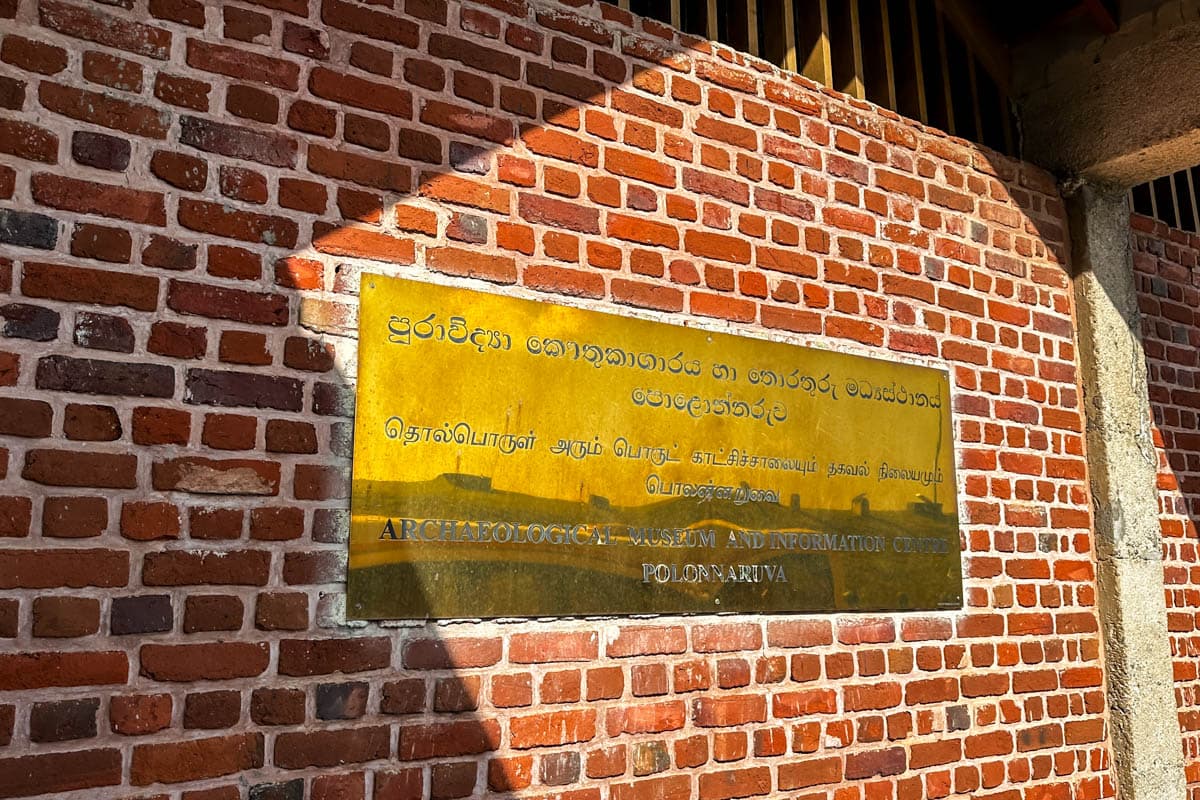 පුරාවිද්‍යා කෞතුකාගාරය හා තොරතුරු මධ්‍යස්ථානය
පොළොන්නරුව
தொல்பொருள் அரும் பொருட் காட்சிச்சாலையும் தகவல் நிலையமும்
பொலன்னறுவை
ARCHAEOLOGICAL MUSEUM AND INFORMATION CENTRE
POLONNARUVA